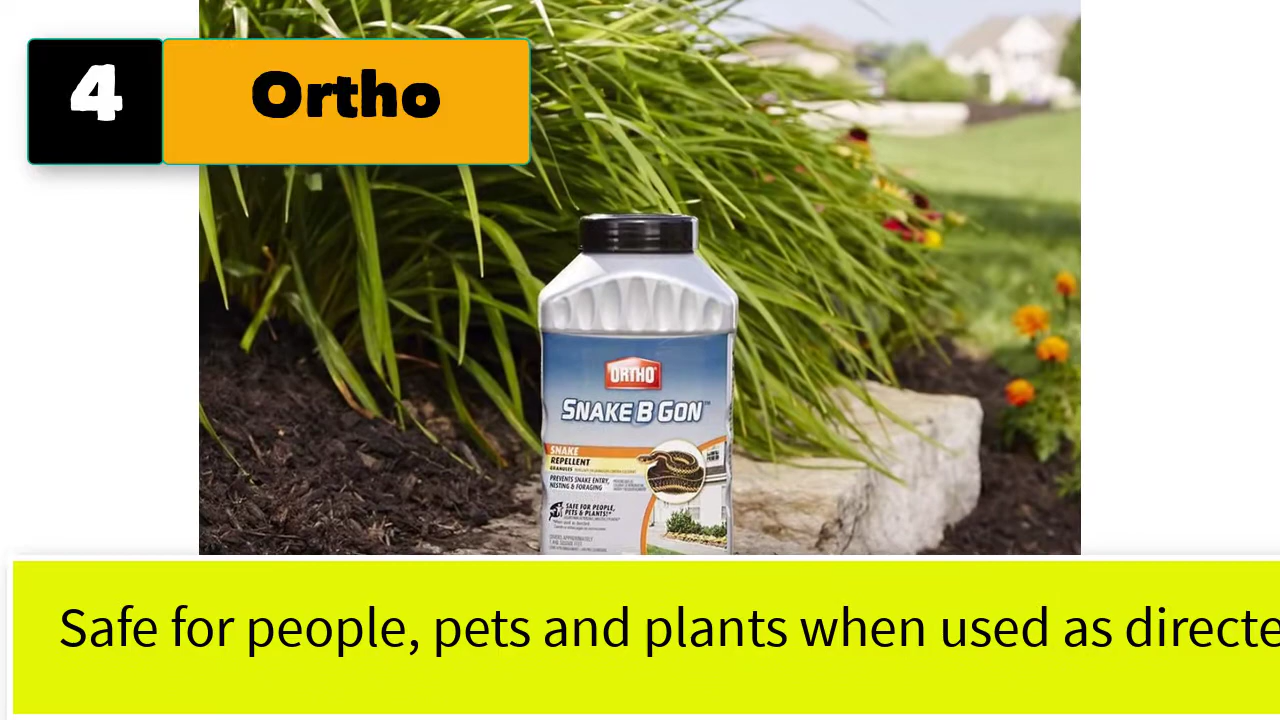 4
Ortho
ORTHO
SNAKE B GON™
SNAKE
REPELLENT
GRANULES
PREVENTS SNAKE ENTRY,
NESTING & FORAGING
SAFE FOR PEOPLE,
PETS & PLANTS!*
Safe for people, pets and plants when used as directe